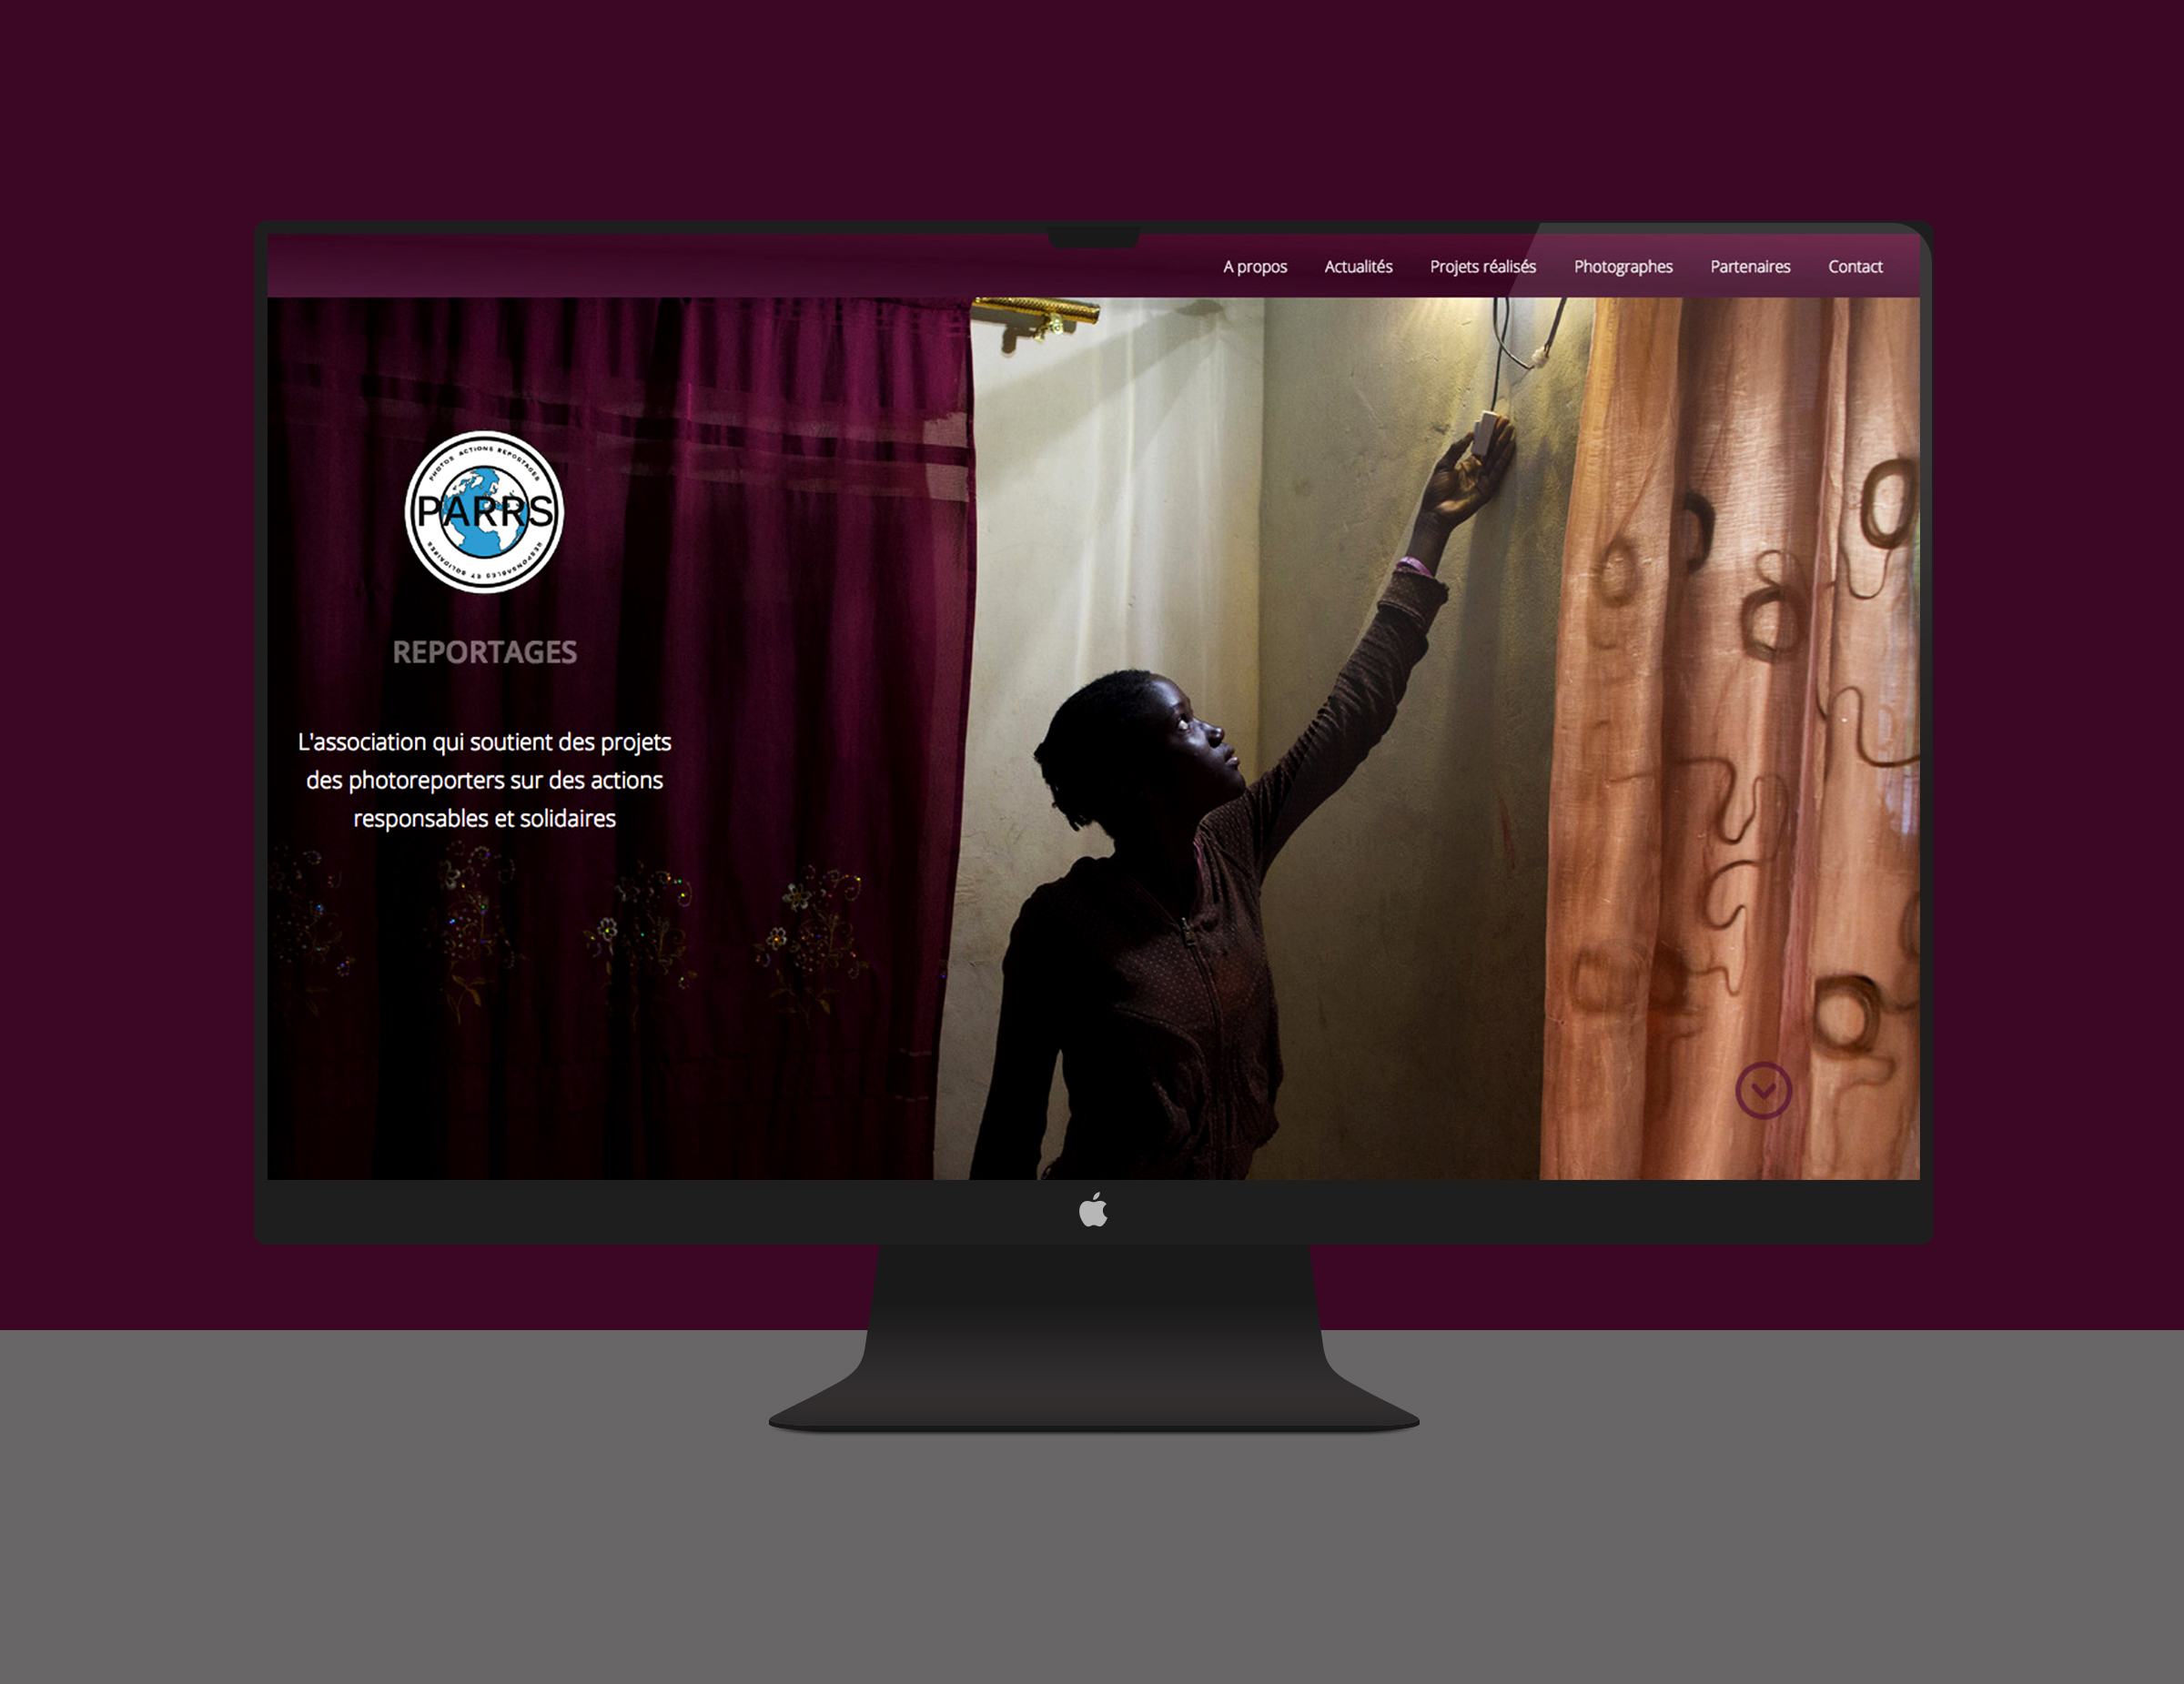 A propos Actualités Projets réalisés Photographes Partenaires Contact
PHOTOS ACTIONS REPORTAGES
PARRS
RESPONSABLES ET SOLIDAIRES
REPORTAGES
L'association qui soutient des projets
des photoreporters sur des actions
responsables et solidaires